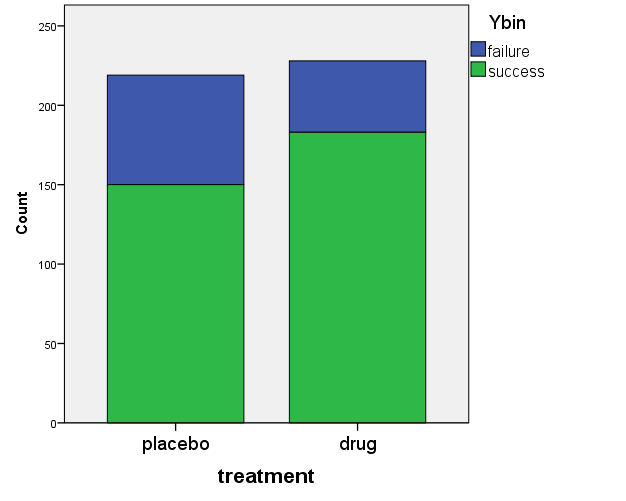 Ybin
failure
success
250
200
150
100
50
0
Count
placebo
drug
treatment